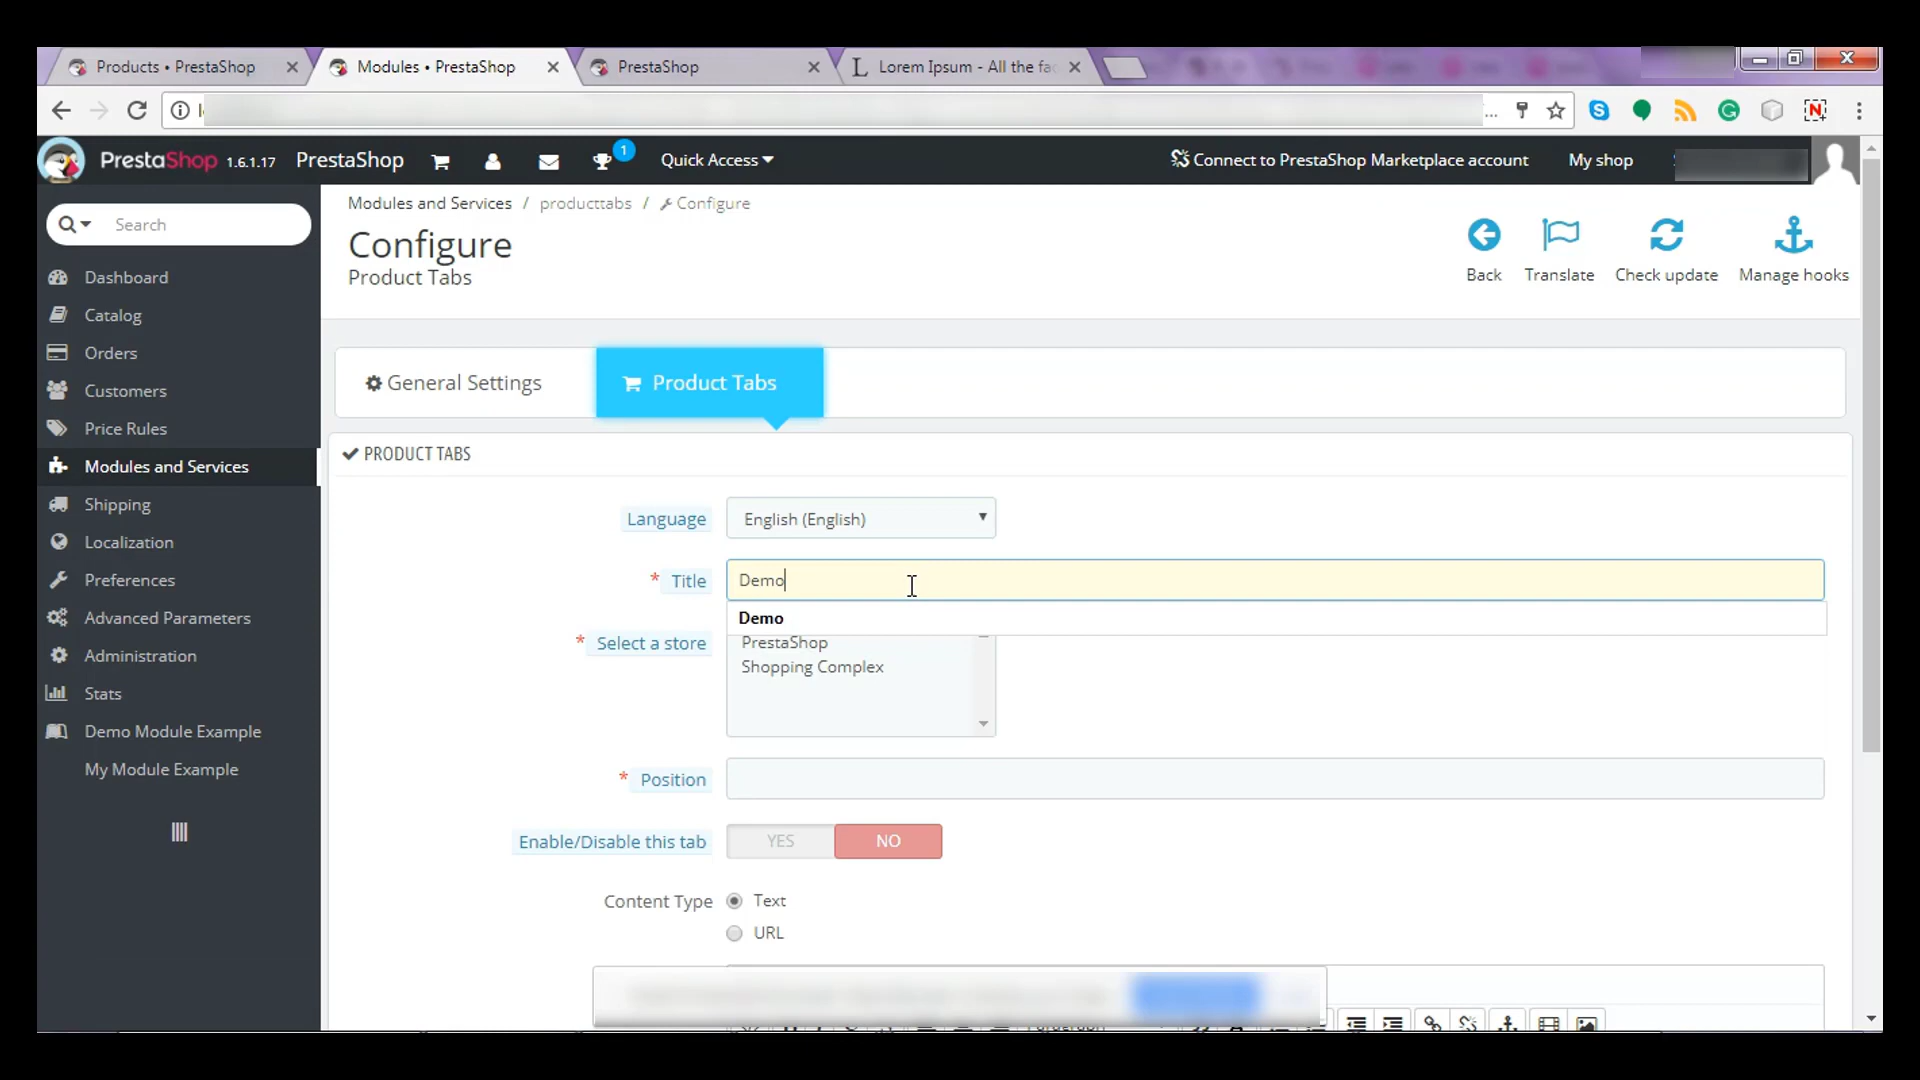 Products • PrestaShop
Modules • PrestaShop
PrestaShop
Lorem Ipsum - All the fac
PrestaShop 1.6.1.17
PrestaShop
1
Quick Access
Connect to PrestaShop Marketplace account
My shop
Search
Dashboard
Catalog
Orders
Customers
Price Rules
Modules and Services
Shipping
Localization
Preferences
Advanced Parameters
Administration
Stats
Demo Module Example
My Module Example
Modules and Services / producttabs / Configure
Configure
Product Tabs
Back
Translate
Check update
Manage hooks
General Settings
Product Tabs
PRODUCT TABS
Language
English (English)
* Title
Demo
Demo
* Select a store
PrestaShop
Shopping Complex
* Position
Enable/Disable this tab
YES
NO
Content Type
Text
URL